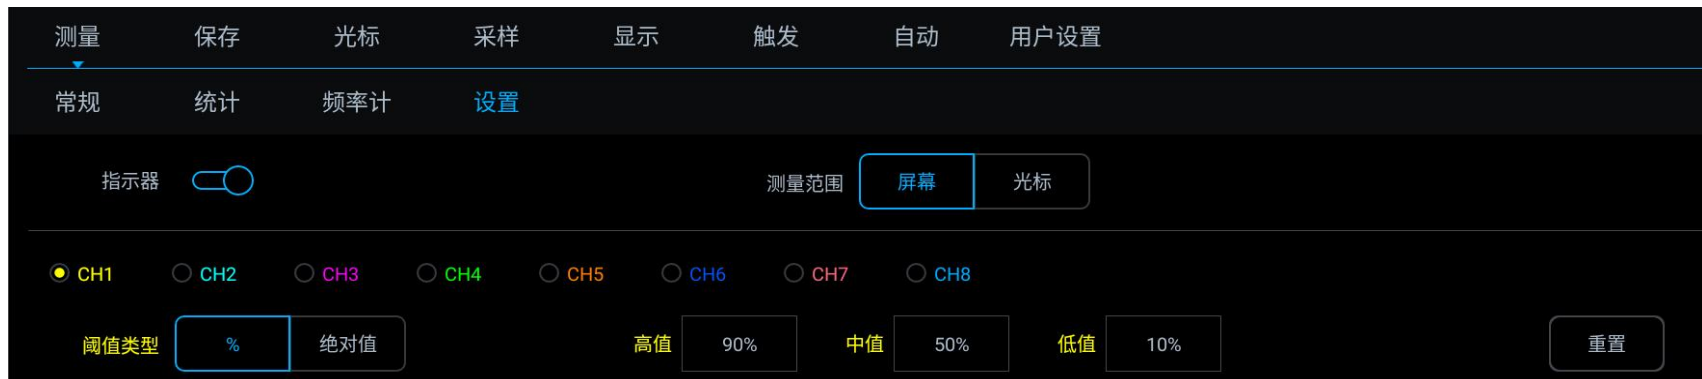 测量 保存 光标 采样 显示 触发 自动 用户设置
常规 统计 频率计 设置
指示器 测量范围 屏幕 光标
CH1 CH2 CH3 CH4 CH5 CH6 CH7 CH8
阈值类型 % 绝对值 高值 90% 中值 50% 低值 10% 重置